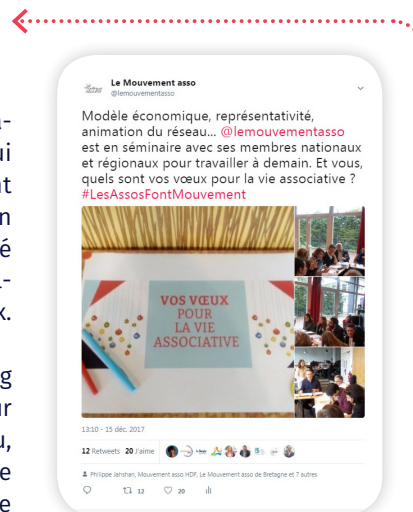 Le Mouvement asso
@lemouvementasso
Modèle économique, représentativité,
animation du réseau... @lemouvementasso
est en séminaire avec ses membres nationaux
et régionaux pour travailler à demain. Et vous,
quels sont vos vœux pour la vie associative ?
#LesAssosFontMouvement
VOS VŒUX
POUR
LA VIE
ASSOCIATIVE
13:10 - 15 déc. 2017
12 Retweets 20 J'aime
Philippe Jahshan, Mouvement asso HDF, Le Mouvement asso de Bretagne et 7 autres
12 20